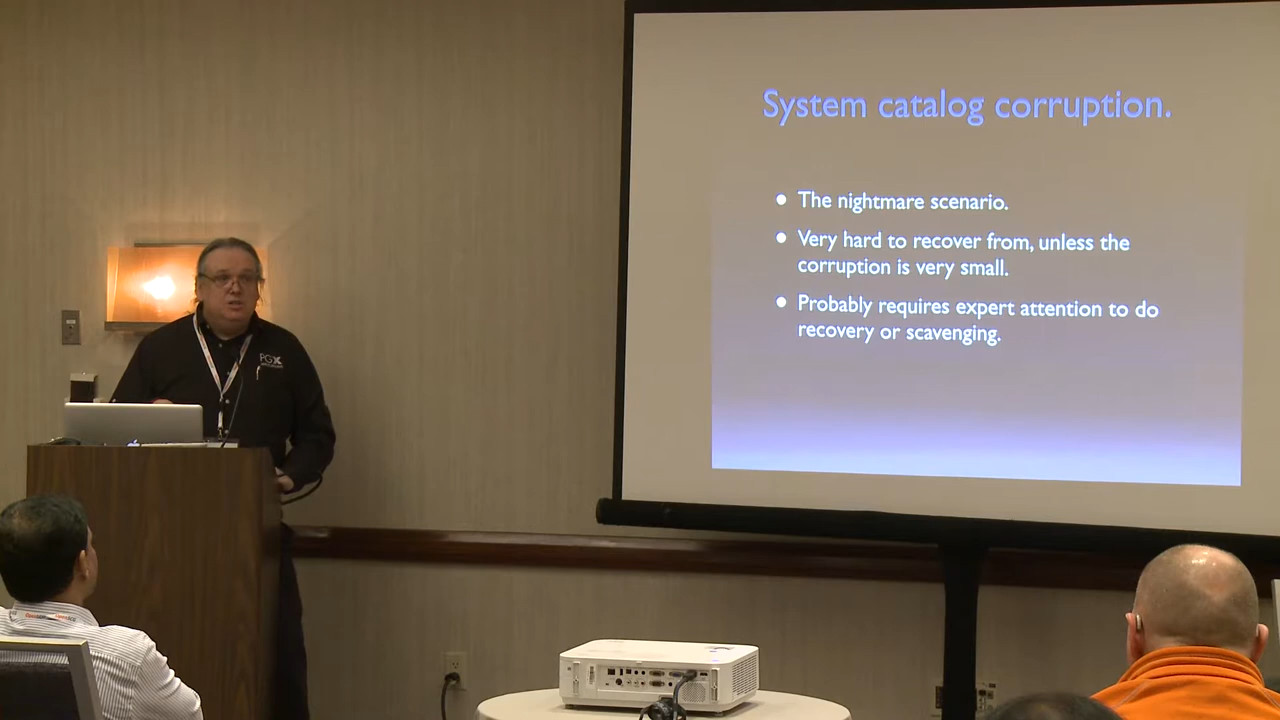 System catalog corruption.
• The nightmare scenario.
• Very hard to recover from, unless the
corruption is very small.
• Probably requires expert attention to do
recovery or scavenging.
PGX